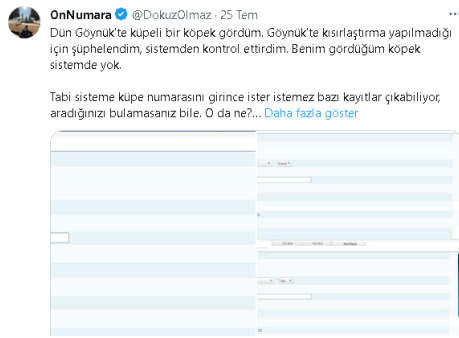 OnNumara @DokuzOlmaz · 25 Tem
Dün Göynük'te küpeli bir köpek gördüm. Göynük'te kısırlaştırma yapılmadığı
için şüphelendim, sistemden kontrol ettirdim. Benim gördüğüm köpek
sistemde yok.
Tabi sisteme küpe numarasını girince ister istemez bazı kayıtlar çıkabiliyor,
aradığınızı bulamasanız bile. O da ne?... Daha fazla göster